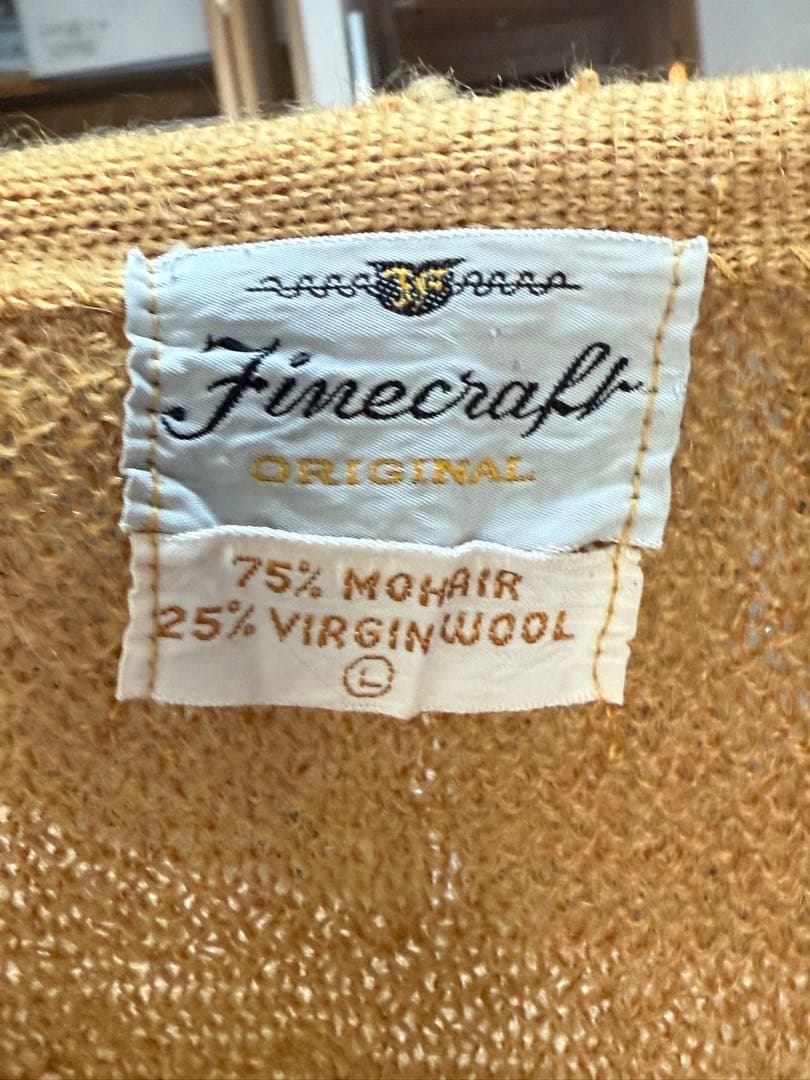 Finecraft
ORIGINAL
75% MOHAIR
25% VIRGIN WOOL
L